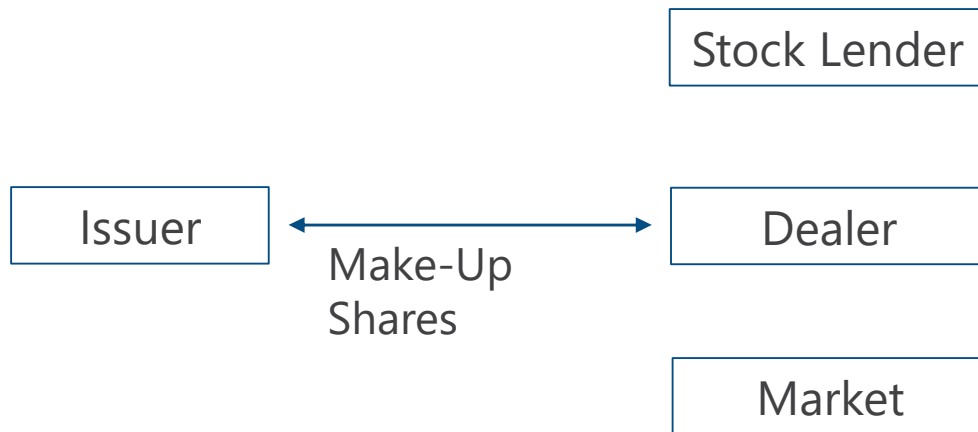 Stock Lender
Issuer
Dealer
Make-Up
Shares
Market